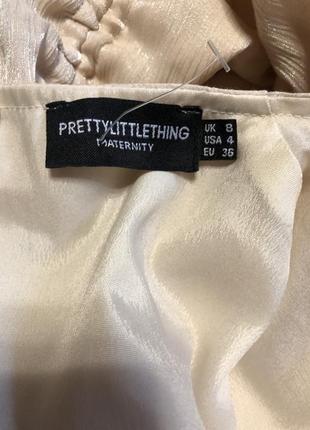 PRETTYLITTLETHING
MATERNITY
UK 8
USA 4
EU 36